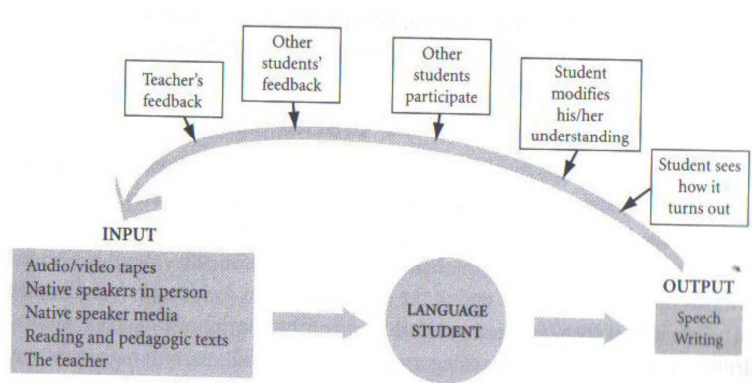 Teacher's
feedback
Other
students'
feedback
Other
students
participate
Student
modifies
his/her
understanding
Student sees
how it
turns out
INPUT
Audio/video tapes
Native speakers in person
Native speaker media
Reading and pedagogic texts
The teacher
LANGUAGE
STUDENT
OUTPUT
Speech
Writing